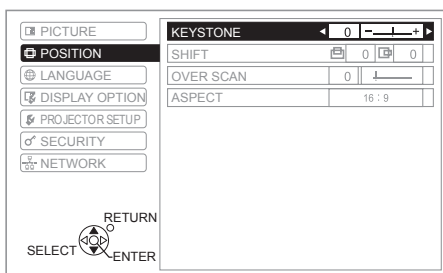 PICTURE
POSITION
LANGUAGE
DISPLAY OPTION
PROJECTOR SETUP
SECURITY
NETWORK
KEYSTONE 0 - +
SHIFT 0 0
OVER SCAN 0
ASPECT 16:9
RETURN
SELECT
ENTER